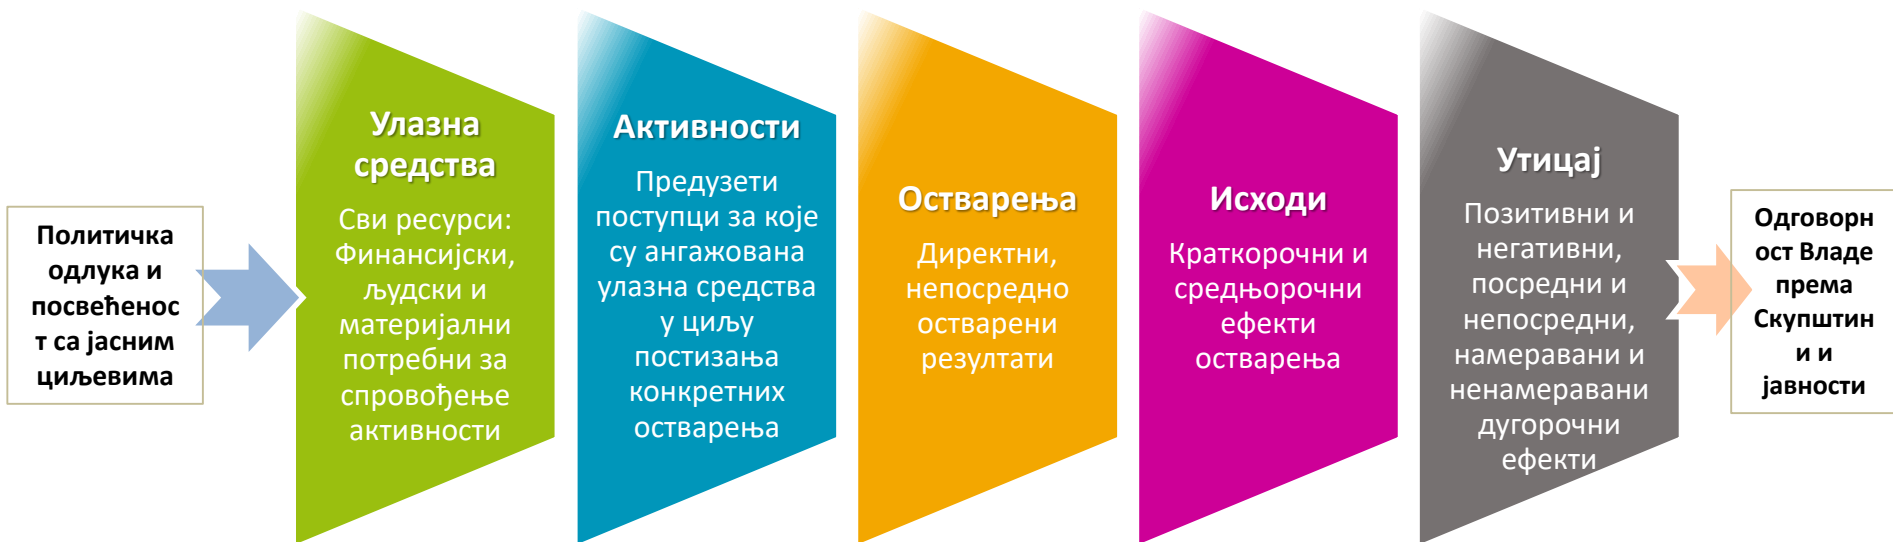 Политичка
одлука и
посвећенос
т са јасним
циљевима
Улазна
средства
Сви ресурси:
Финансијски,
људски и
материјални
потребни за
спровођење
активности
Активности
Предузети
поступци за које
су ангажована
улазна средства
у циљу
постизања
конкретних
остварења
Остварења
Директни,
непосредно
остварени
резултати
Исходи
Краткорочни и
средњорочни
ефекти
остварења
Утицај
Позитивни и
негативни,
посредни и
непосредни,
намеравани и
ненамеравани
дугорочни
ефекти
Одговорн
ост Владе
према
Скупштин
и и
јавности